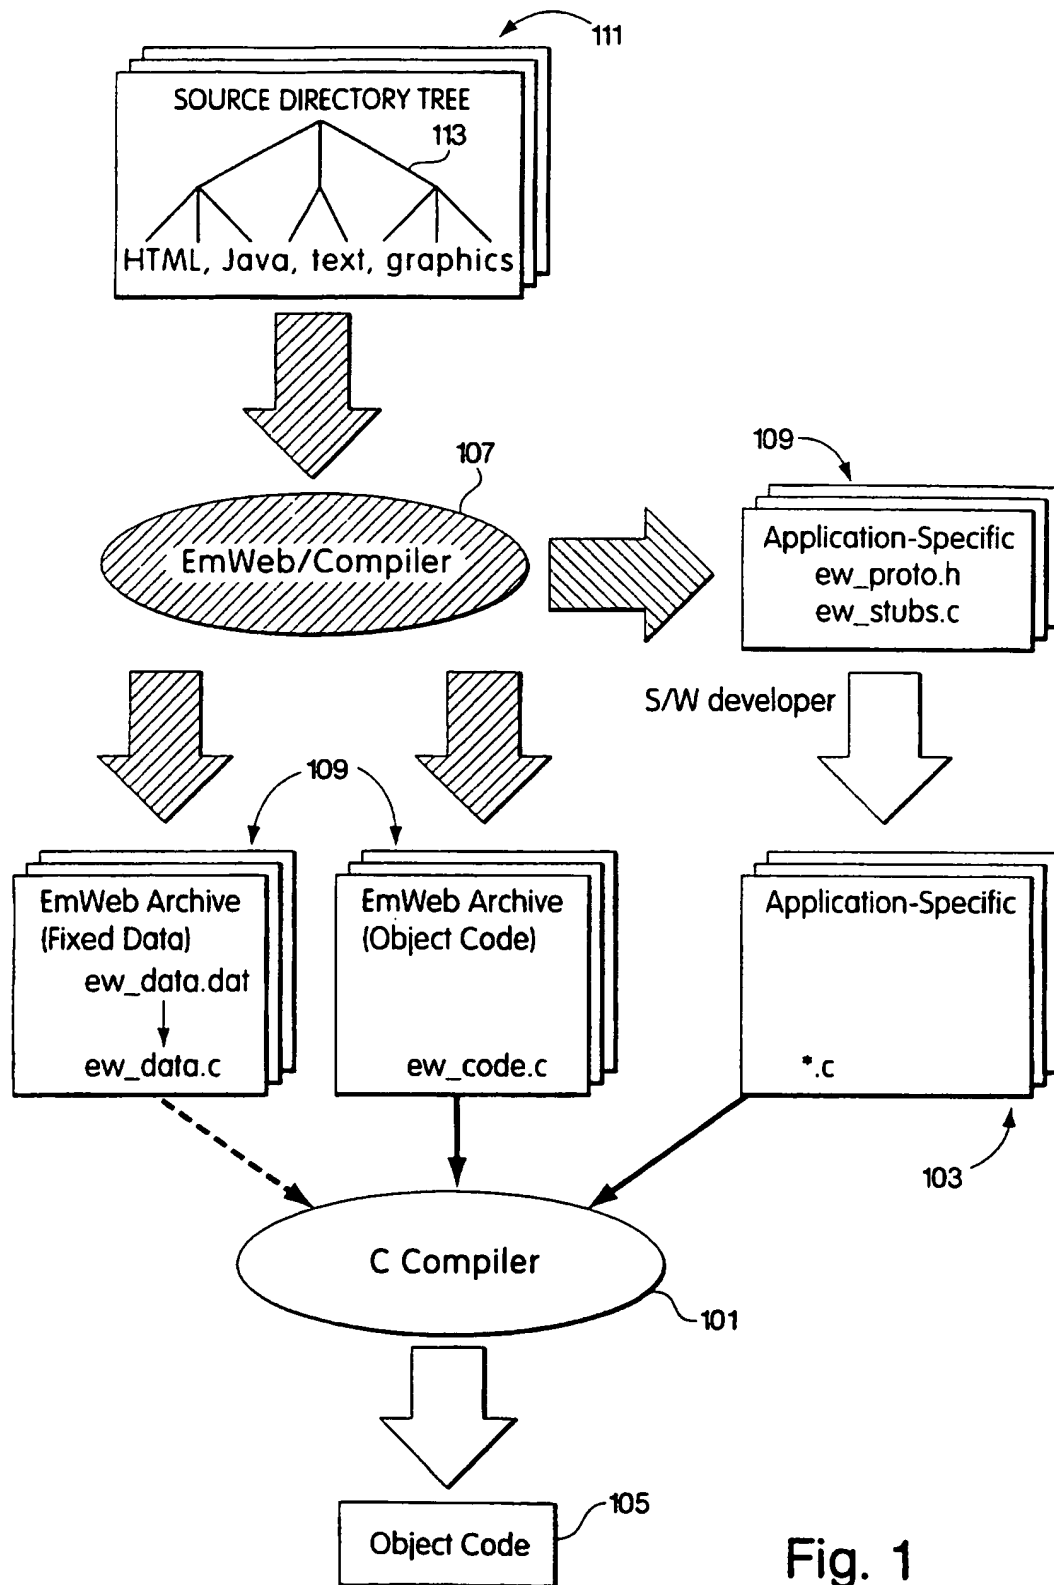 111
SOURCE DIRECTORY TREE
113
HTML, Java, text, graphics
107
EmWeb/Compiler
109
Application-Specific
ew_proto.h
ew_stubs.c
S/W developer
109
EmWeb Archive
(Fixed Data)
ew_data.dat
ew_data.c
EmWeb Archive
(Object Code)
ew_code.c
Application-Specific
*.c
103
C Compiler
101
105
Object Code
Fig. 1